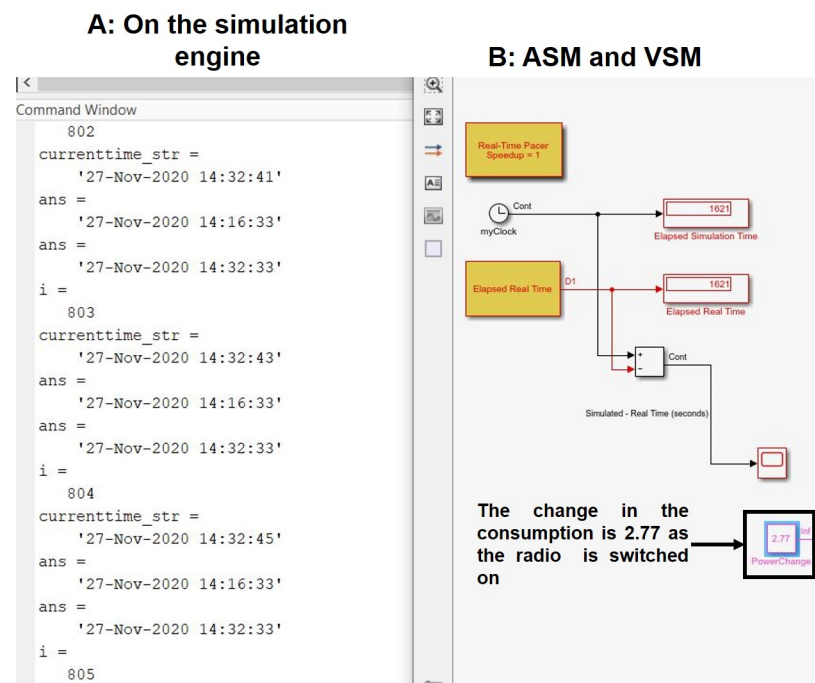 A: On the simulation
engine
B: ASM and VSM
Command Window
802
currenttime_str =
'27-Nov-2020 14:32:41'
ans =
'27-Nov-2020 14:16:33'
ans =
'27-Nov-2020 14:32:33'
i =
803
currenttime_str =
'27-Nov-2020 14:32:43'
ans =
'27-Nov-2020 14:16:33'
ans =
'27-Nov-2020 14:32:33'
i =
804
currenttime_str =
'27-Nov-2020 14:32:45'
ans =
'27-Nov-2020 14:16:33'
ans =
'27-Nov-2020 14:32:33'
i =
805
Real-Time Pacer
Speedup = 1
Cont
myClock
1621
Elapsed Simulation Time
Elapsed Real Time
D1
1621
Elapsed Real Time
+
−
Cont
Simulated - Real Time (seconds)
The change in the
consumption is 2.77 as
the radio is switched
on
2.77
Inf
PowerChange